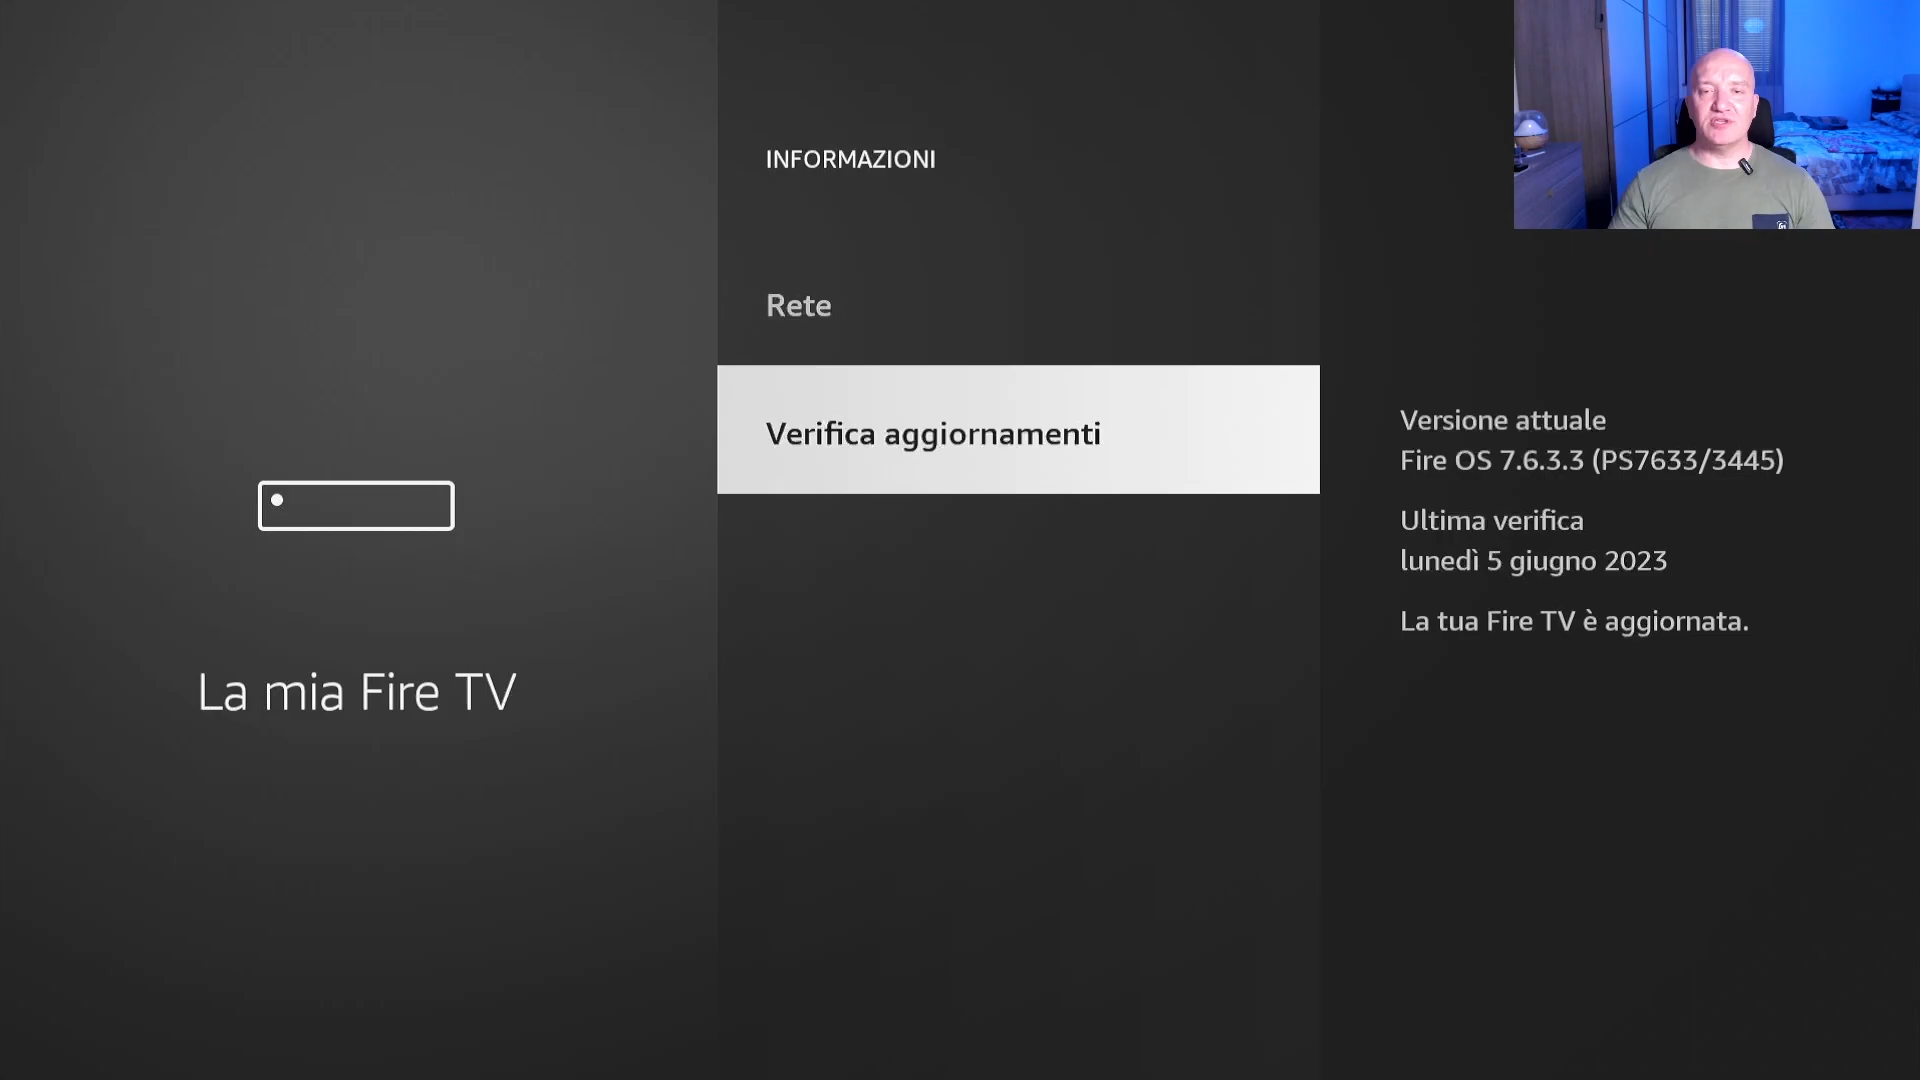 INFORMAZIONI
Rete
Verifica aggiornamenti
La mia Fire TV
Versione attuale
Fire OS 7.6.3.3 (PS7633/3445)
Ultima verifica
lunedì 5 giugno 2023
La tua Fire TV è aggiornata.